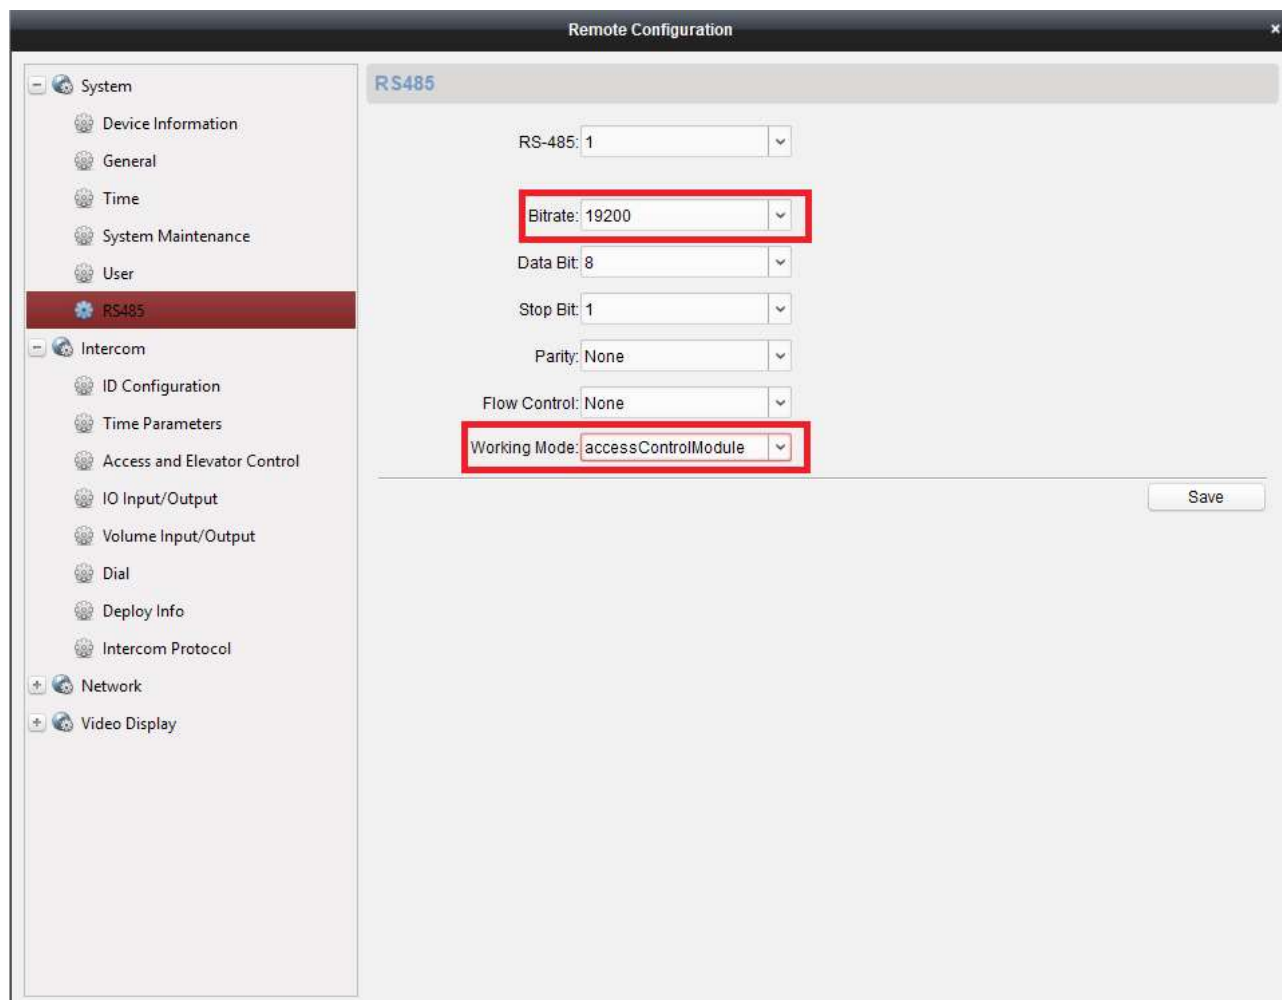 Remote Configuration
System
Device Information
General
Time
System Maintenance
User
RS485
Intercom
ID Configuration
Time Parameters
Access and Elevator Control
IO Input/Output
Volume Input/Output
Dial
Deploy Info
Intercom Protocol
Network
Video Display
RS485
RS-485: 1
Bitrate: 19200
Data Bit: 8
Stop Bit: 1
Parity: None
Flow Control: None
Working Mode: accessControlModule
Save